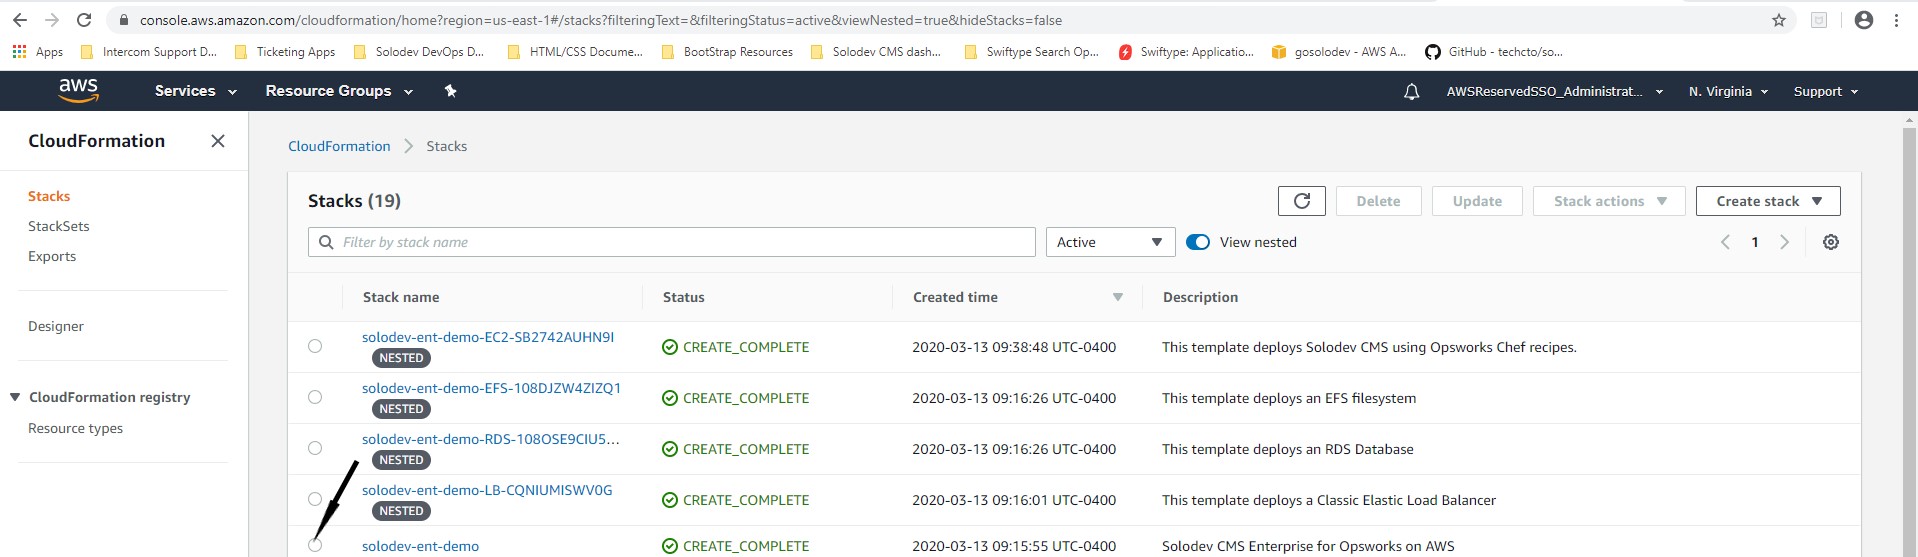 console.aws.amazon.com/cloudformation/home?region=us-east-1#/stacks?filteringText=&filteringStatus=active&viewNested=true&hideStacks=false
Apps Intercom Support D... Ticketing Apps Solodev DevOps D... HTML/CSS Docume... BootStrap Resources Solodev CMS dash... Swiftype Search Op... Swiftype: Applicatio... gosolodev - AWS A... GitHub - techcto/so...
aws Services Resource Groups AWSReservedSSO_Administrat... N. Virginia Support
CloudFormation
Stacks
StackSets
Exports
Designer
CloudFormation registry
Resource types
CloudFormation > Stacks
Stacks (19) Delete Update Stack actions Create stack
Filter by stack name Active View nested 1
Stack name Status Created time Description
solodev-ent-demo-EC2-SB2742AUHN9I CREATE_COMPLETE 2020-03-13 09:38:48 UTC-0400 This template deploys Solodev CMS using Opsworks Chef recipes.
NESTED
solodev-ent-demo-EFS-108DJZW4ZIZQ1 CREATE_COMPLETE 2020-03-13 09:16:26 UTC-0400 This template deploys an EFS filesystem
NESTED
solodev-ent-demo-RDS-108OSE9CIU5... CREATE_COMPLETE 2020-03-13 09:16:26 UTC-0400 This template deploys an RDS Database
NESTED
solodev-ent-demo-LB-CQNIUMISWV0G CREATE_COMPLETE 2020-03-13 09:16:01 UTC-0400 This template deploys a Classic Elastic Load Balancer
NESTED
solodev-ent-demo CREATE_COMPLETE 2020-03-13 09:15:55 UTC-0400 Solodev CMS Enterprise for Opsworks on AWS